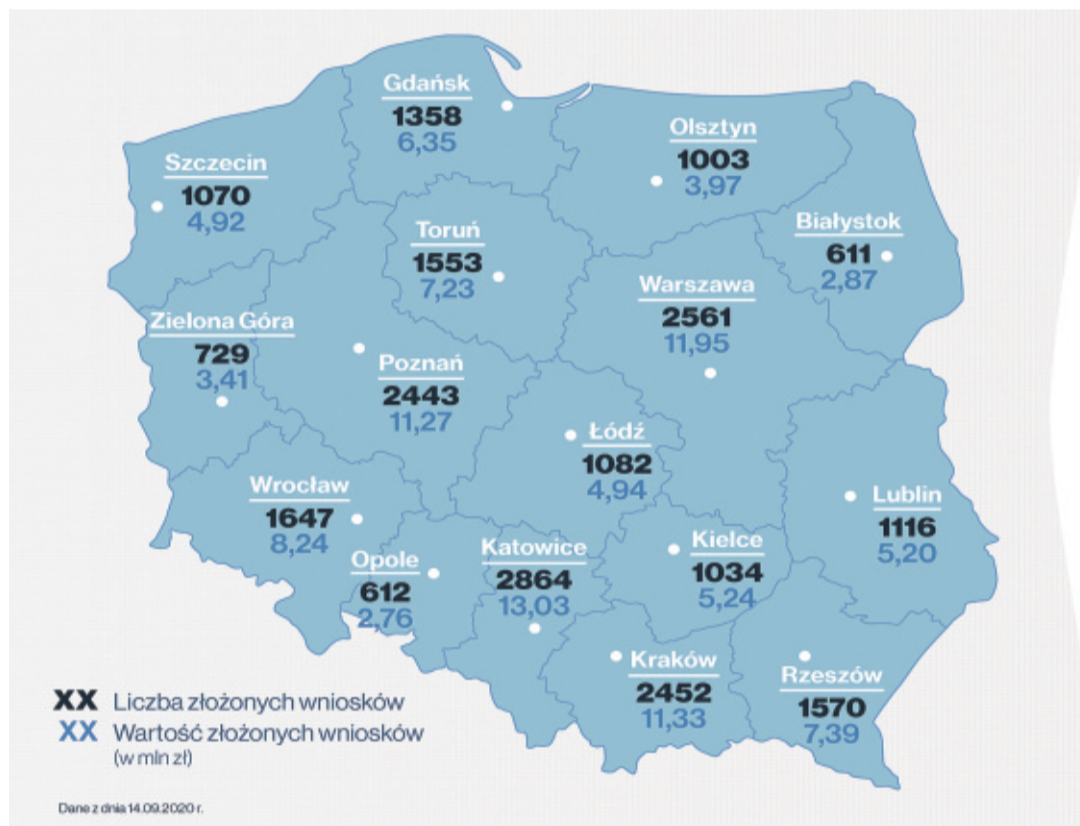 Gdańsk
1358
6,35
Olsztyn
1003
3,97
Szczecin
1070
4,92
Białystok
611
2,87
Toruń
1553
7,23
Warszawa
2561
11,95
Zielona Góra
729
3,41
Poznań
2443
11,27
Łódź
1082
4,94
Wrocław
1647
8,24
Lublin
1116
5,20
Opole
612
2,76
Katowice
2864
13,03
Kielce
1034
5,24
Kraków
2452
11,33
Rzeszów
1570
7,39
XX Liczba złożonych wniosków
XX Wartość złożonych wniosków
(w mln zł)
Dane z dnia 14.09.2020 r.